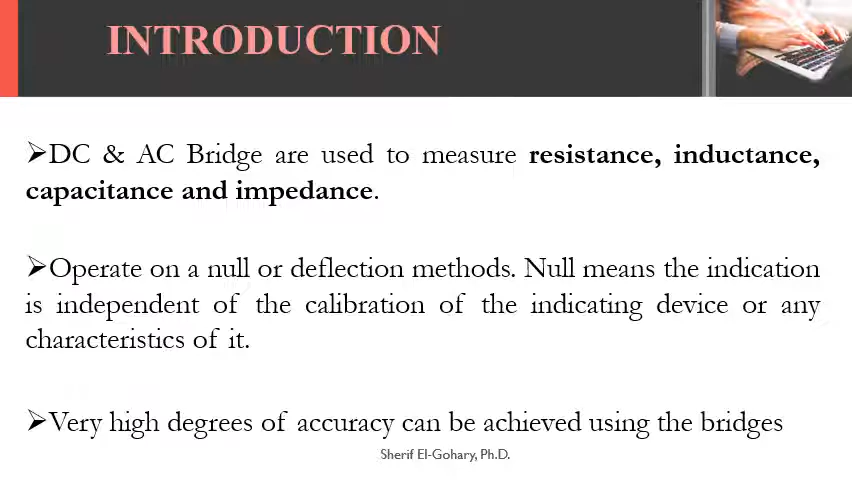 INTRODUCTION
➢DC & AC Bridge are used to measure resistance, inductance,
capacitance and impedance.
➢Operate on a null or deflection methods. Null means the indication
is independent of the calibration of the indicating device or any
characteristics of it.
➢Very high degrees of accuracy can be achieved using the bridges
Sherif El-Gohary, Ph.D.